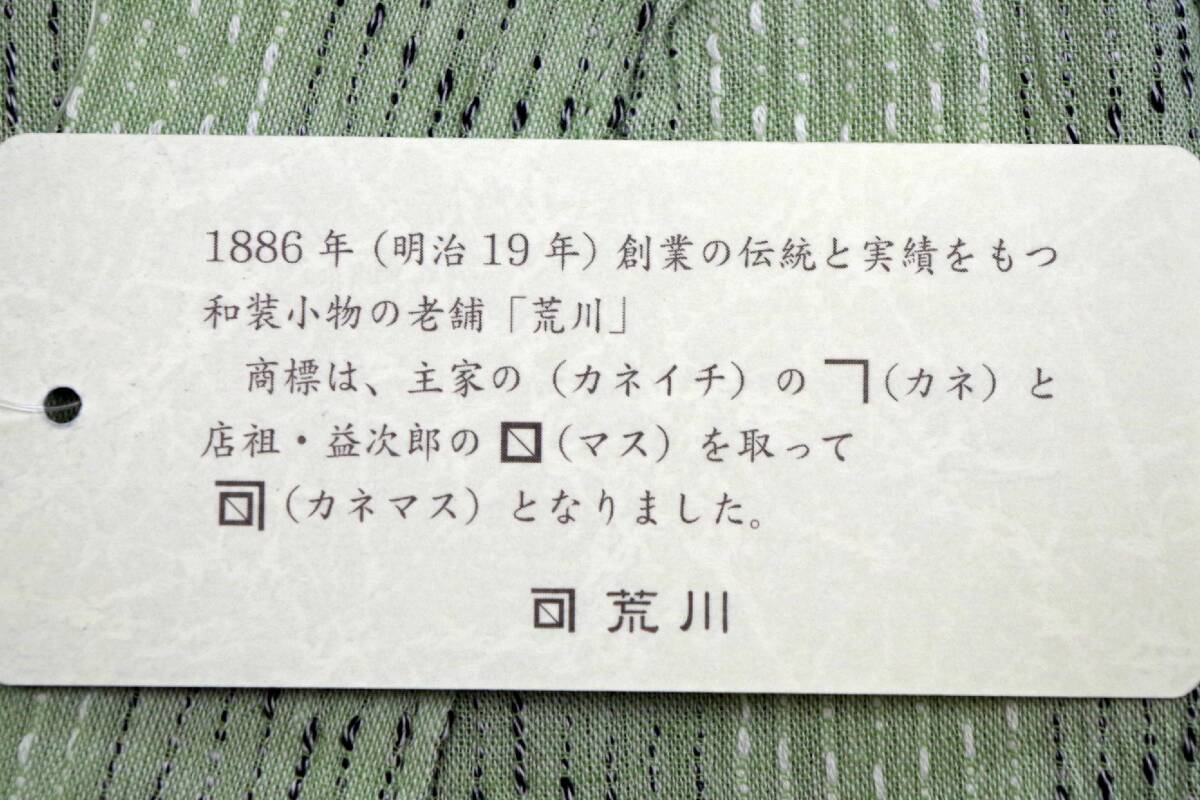 1886年（明治19年）創業の伝統と実績をもつ
和装小物の老舗「荒川」
商標は、主家の（カネイチ）の ㇕（カネ）と
店祖・益次郎の⧅（マス）を取って
（カネマス）となりました。
荒川